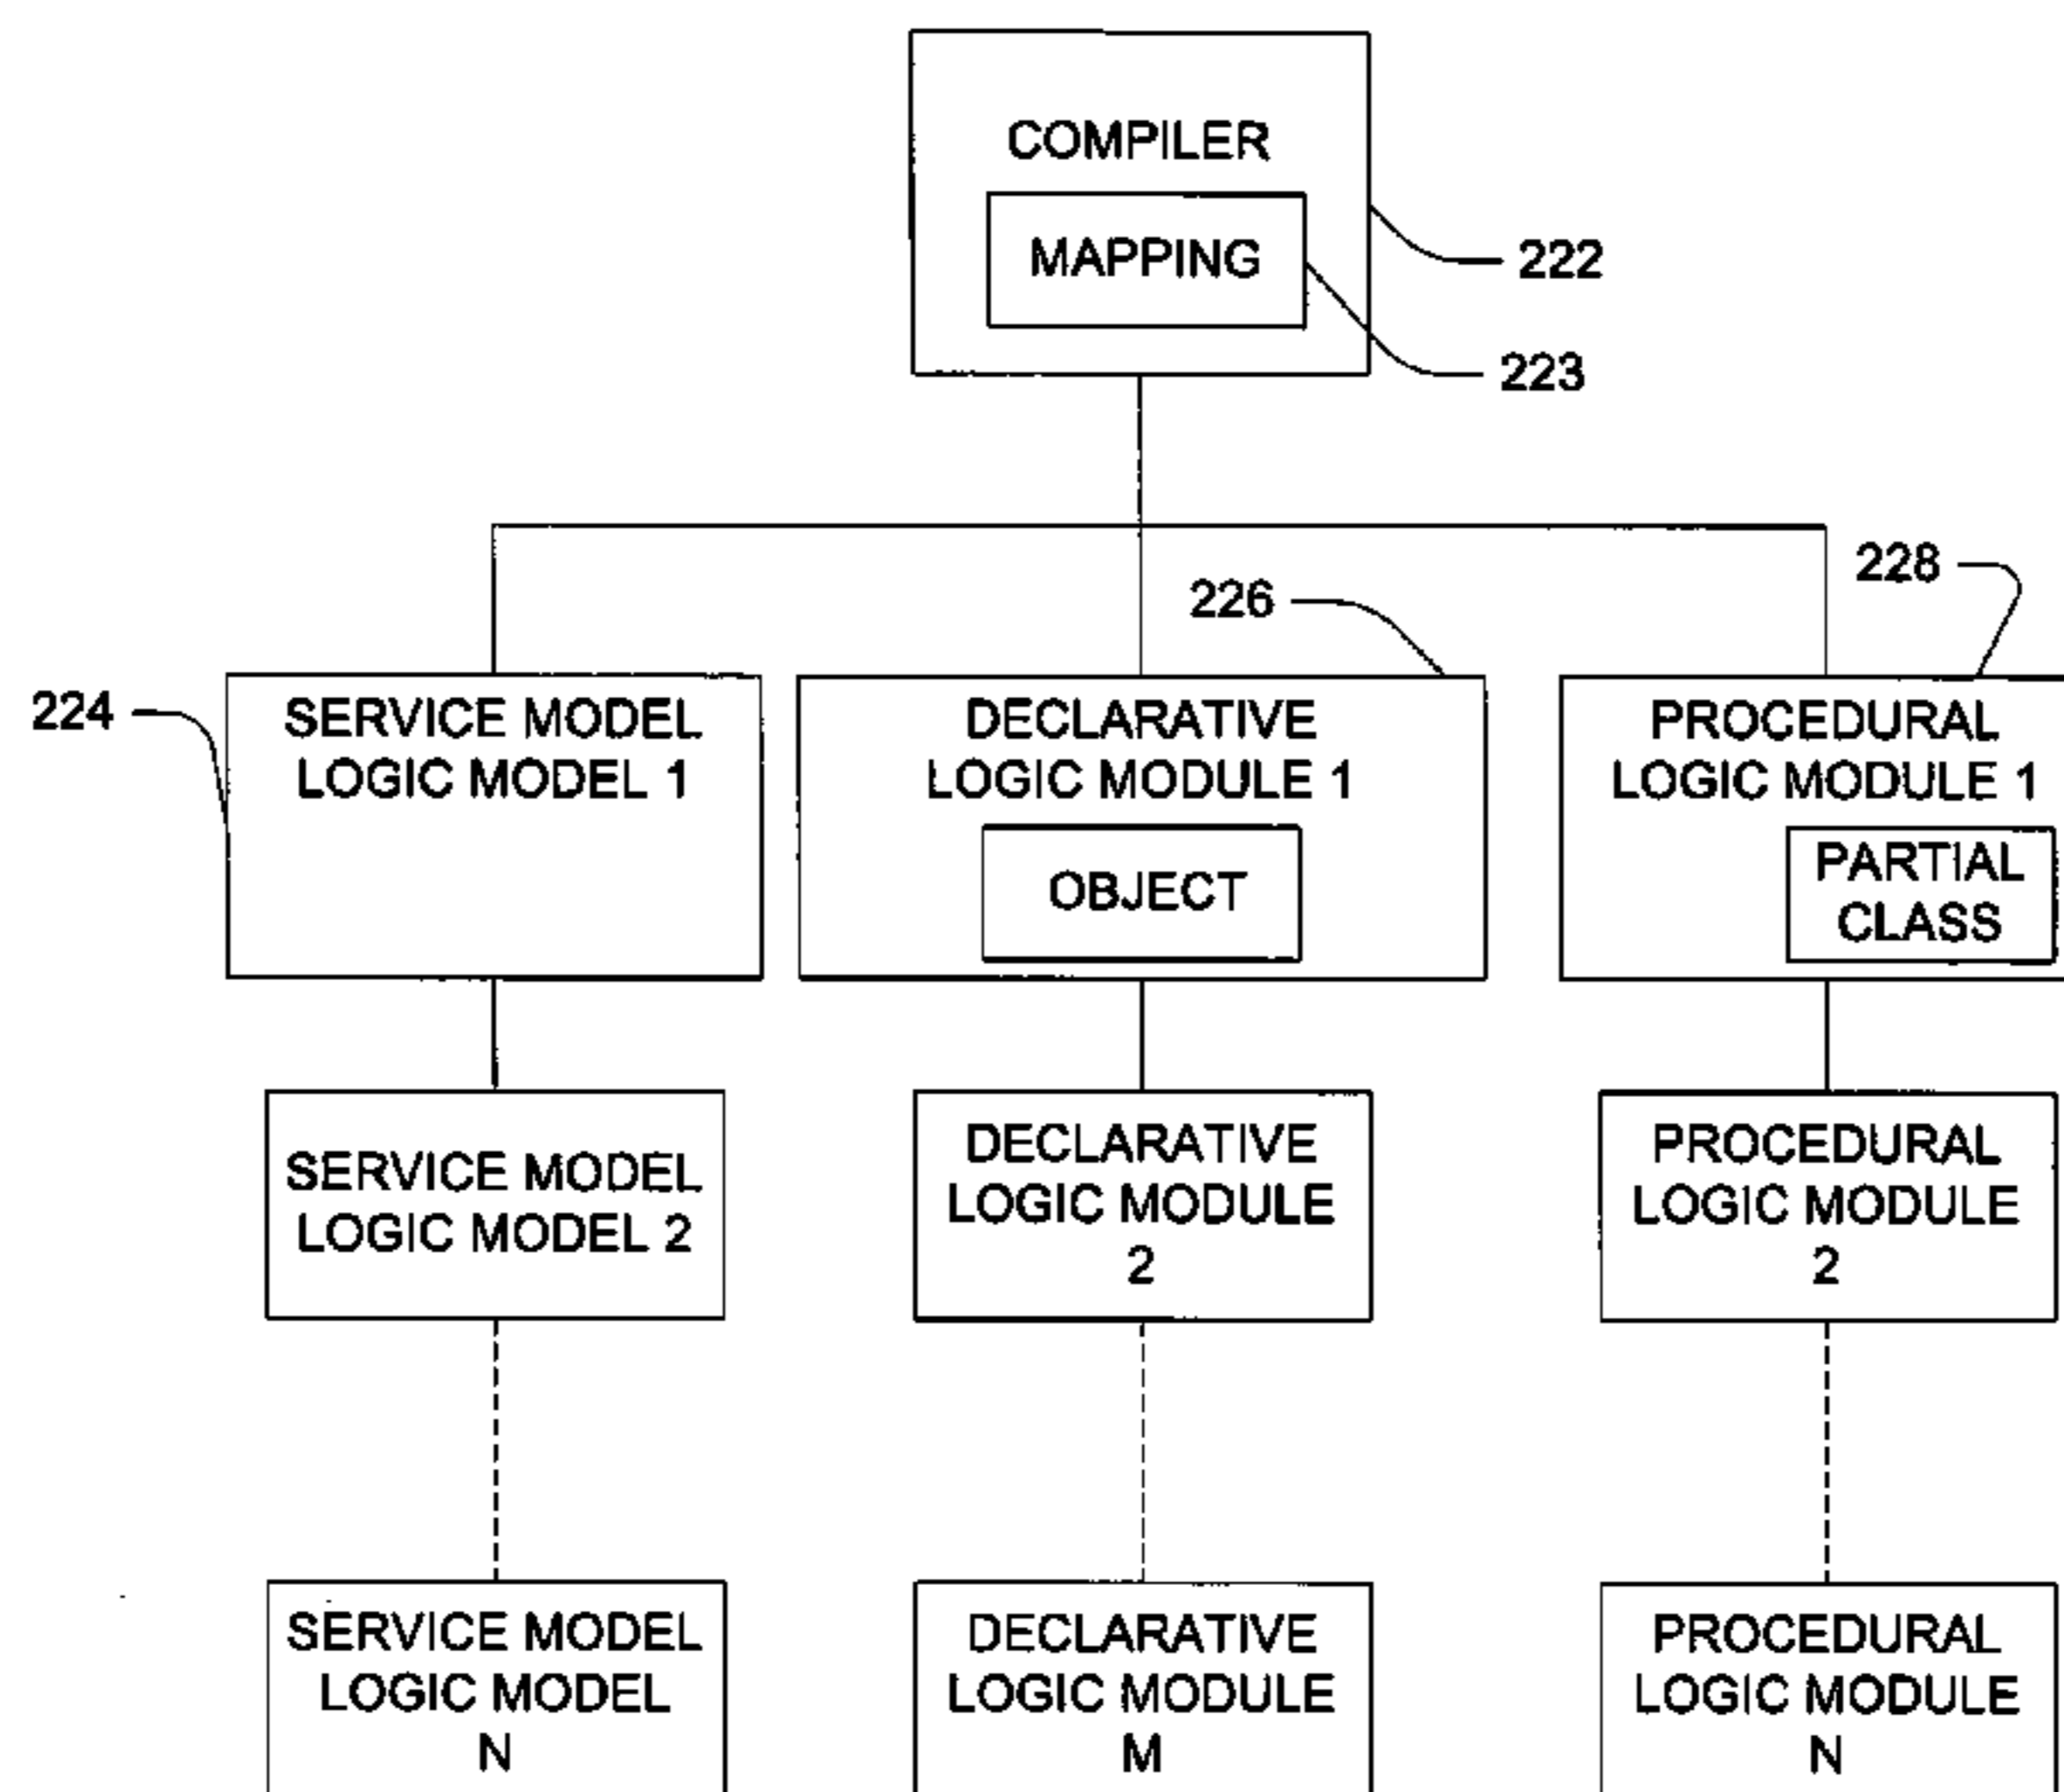 COMPILER
MAPPING
222
223
228
226
224
SERVICE MODEL
LOGIC MODEL 1
DECLARATIVE
LOGIC MODULE 1
OBJECT
PROCEDURAL
LOGIC MODULE 1
PARTIAL
CLASS
SERVICE MODEL
LOGIC MODEL 2
DECLARATIVE
LOGIC MODULE
2
PROCEDURAL
LOGIC MODULE
2
SERVICE MODEL
LOGIC MODEL
N
DECLARATIVE
LOGIC MODULE
M
PROCEDURAL
LOGIC MODULE
N